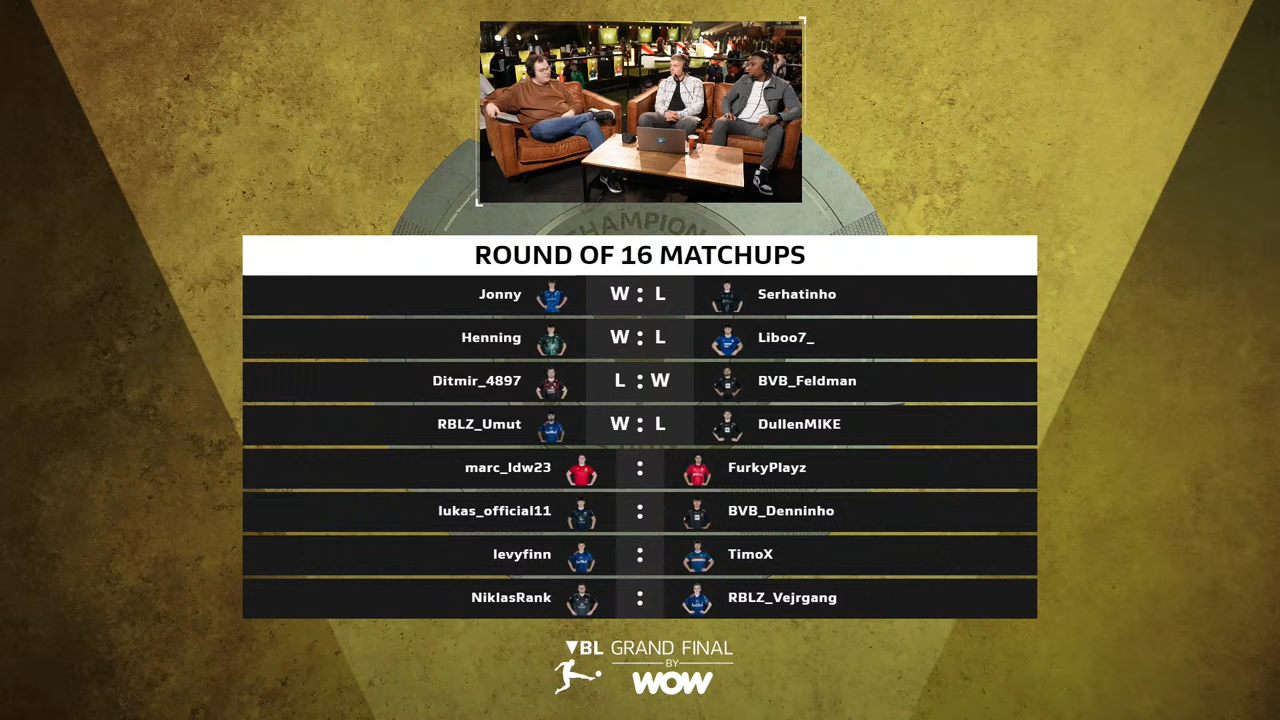 CHAMPION
ROUND OF 16 MATCHUPS
Jonny W : L Serhatinho
Henning W : L Liboo7_
Ditmir_4897 L : W BVB_Feldman
RBLZ_Umut W : L DullenMIKE
marc_ldw23 : FurkyPlayz
lukas_official11 : BVB_Denninho
levyfinn : TimoX
NiklasRank : RBLZ_Vejrgang
VBL GRAND FINAL
BY
WOW